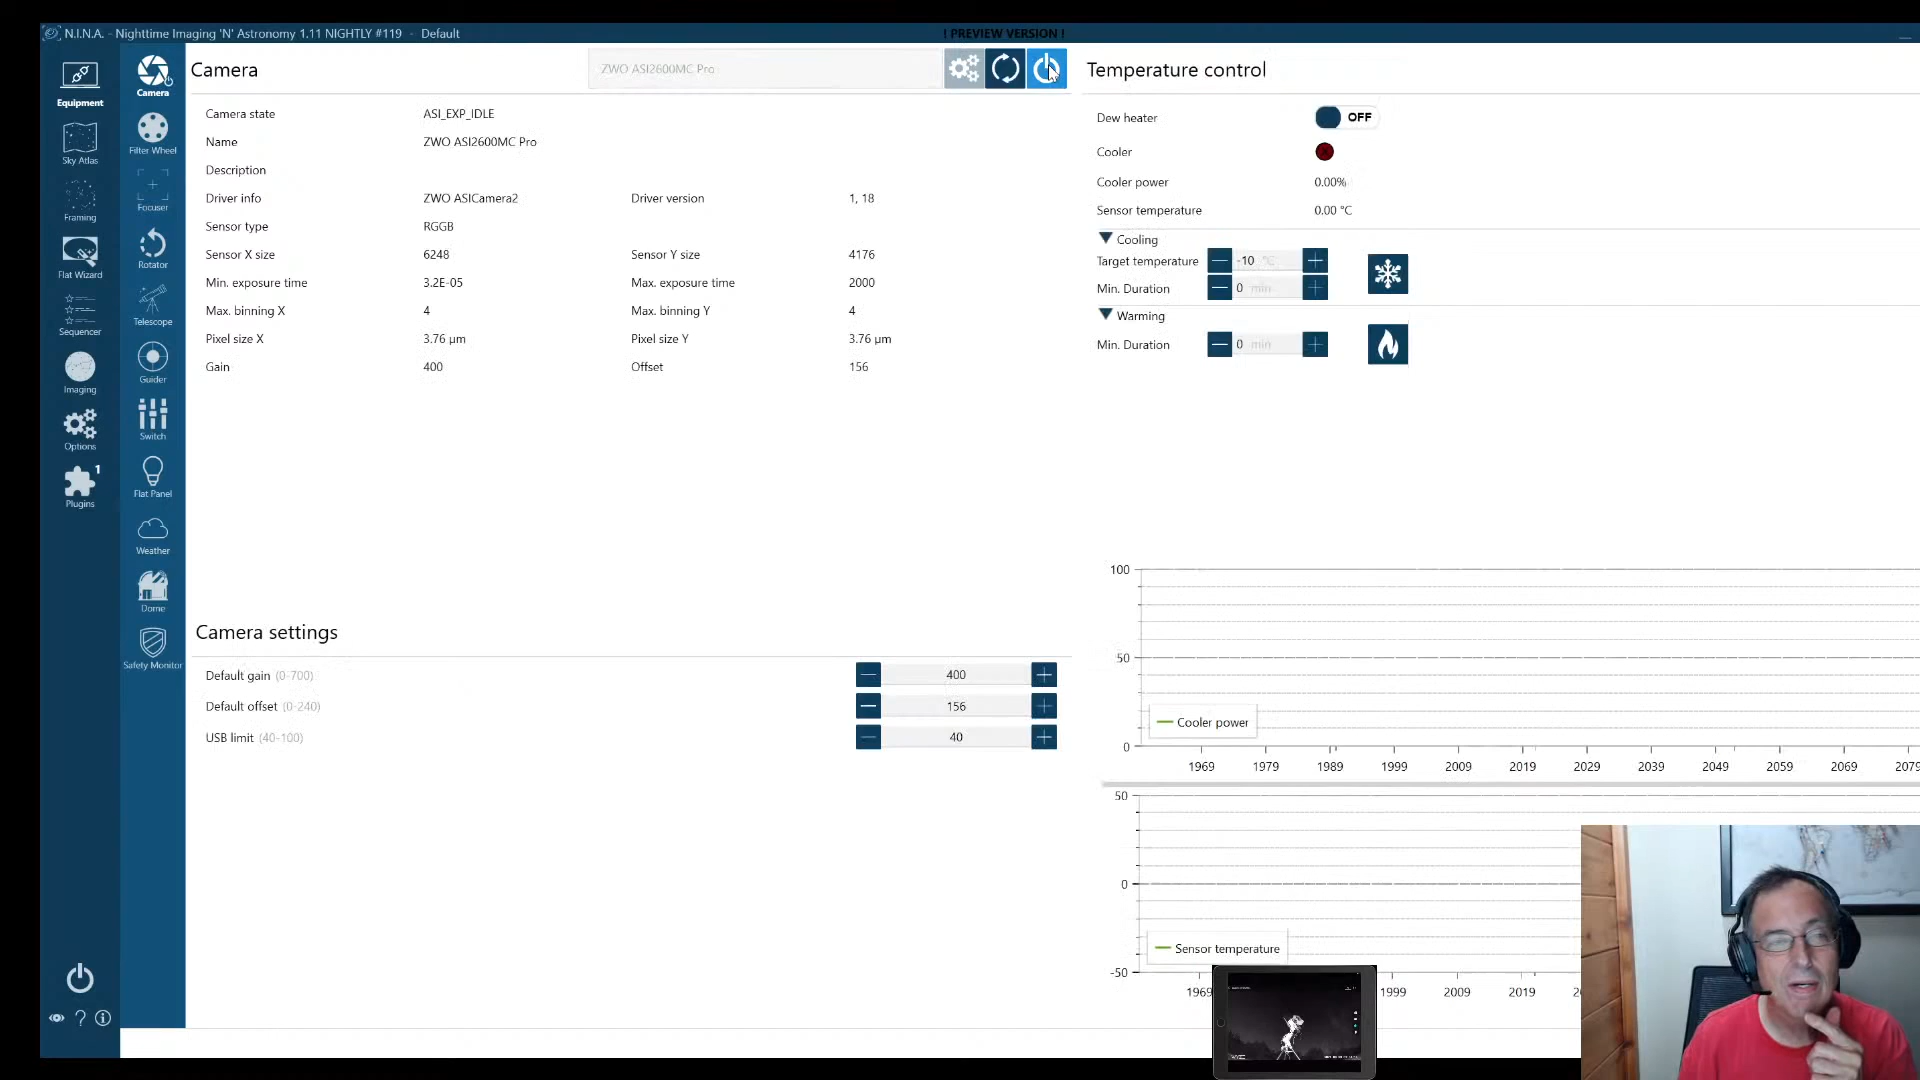 N.I.N.A. - Nighttime Imaging 'N' Astronomy 1.11 NIGHTLY #119 - Default
! PREVIEW VERSION !
Equipment
Sky Atlas
Framing
Flat Wizard
Sequencer
Imaging
Options
1
Plugins
Camera
Filter Wheel
Focuser
Rotator
Telescope
Guider
Switch
Flat Panel
Weather
Dome
Safety Monitor
Camera
ZWO ASI2600MC Pro
Camera state ASI_EXP_IDLE
Name ZWO ASI2600MC Pro
Description
Driver info ZWO ASICamera2 Driver version 1, 18
Sensor type RGGB
Sensor X size 6248 Sensor Y size 4176
Min. exposure time 3.2E-05 Max. exposure time 2000
Max. binning X 4 Max. binning Y 4
Pixel size X 3.76 µm Pixel size Y 3.76 µm
Gain 400 Offset 156
Camera settings
Default gain (0-700) 400
Default offset (0-240) 156
USB limit (40-100) 40
Temperature control
Dew heater OFF
Cooler
Cooler power 0.00%
Sensor temperature 0.00 °C
Cooling
Target temperature -10 °C
Min. Duration 0 min
Warming
Min. Duration 0 min
100
50
0
Cooler power
1969 1979 1989 1999 2009 2019 2029 2039 2049 2059 2069 2079
50
0
-50
Sensor temperature
1969 1999 2009 2019